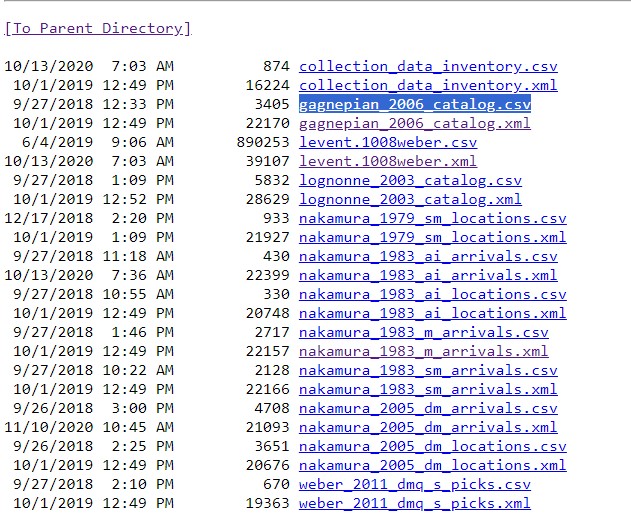 [To Parent Directory]
10/13/2020 7:03 AM 874 collection_data_inventory.csv
10/1/2019 12:49 PM 16224 collection_data_inventory.xml
9/27/2018 12:33 PM 3405 gagnepian_2006_catalog.csv
10/1/2019 12:49 PM 22170 gagnepian_2006_catalog.xml
6/4/2019 9:06 AM 890253 levent.1008weber.csv
10/13/2020 7:03 AM 39107 levent.1008weber.xml
9/27/2018 1:09 PM 5832 lognonne_2003_catalog.csv
10/1/2019 12:52 PM 28629 lognonne_2003_catalog.xml
12/17/2018 2:20 PM 933 nakamura_1979_sm_locations.csv
10/1/2019 1:09 PM 21927 nakamura_1979_sm_locations.xml
9/27/2018 11:18 AM 430 nakamura_1983_ai_arrivals.csv
10/13/2020 7:36 AM 22399 nakamura_1983_ai_arrivals.xml
9/27/2018 10:55 AM 330 nakamura_1983_ai_locations.csv
10/1/2019 12:49 PM 20748 nakamura_1983_ai_locations.xml
9/27/2018 1:46 PM 2717 nakamura_1983_m_arrivals.csv
10/1/2019 12:49 PM 22157 nakamura_1983_m_arrivals.xml
9/27/2018 10:22 AM 2128 nakamura_1983_sm_arrivals.csv
10/1/2019 12:49 PM 22166 nakamura_1983_sm_arrivals.xml
9/26/2018 3:00 PM 4708 nakamura_2005_dm_arrivals.csv
11/10/2020 10:45 AM 21093 nakamura_2005_dm_arrivals.xml
9/26/2018 2:25 PM 3651 nakamura_2005_dm_locations.csv
10/1/2019 12:49 PM 20676 nakamura_2005_dm_locations.xml
9/27/2018 2:10 PM 670 weber_2011_dmq_s_picks.csv
10/1/2019 12:49 PM 19363 weber_2011_dmq_s_picks.xml